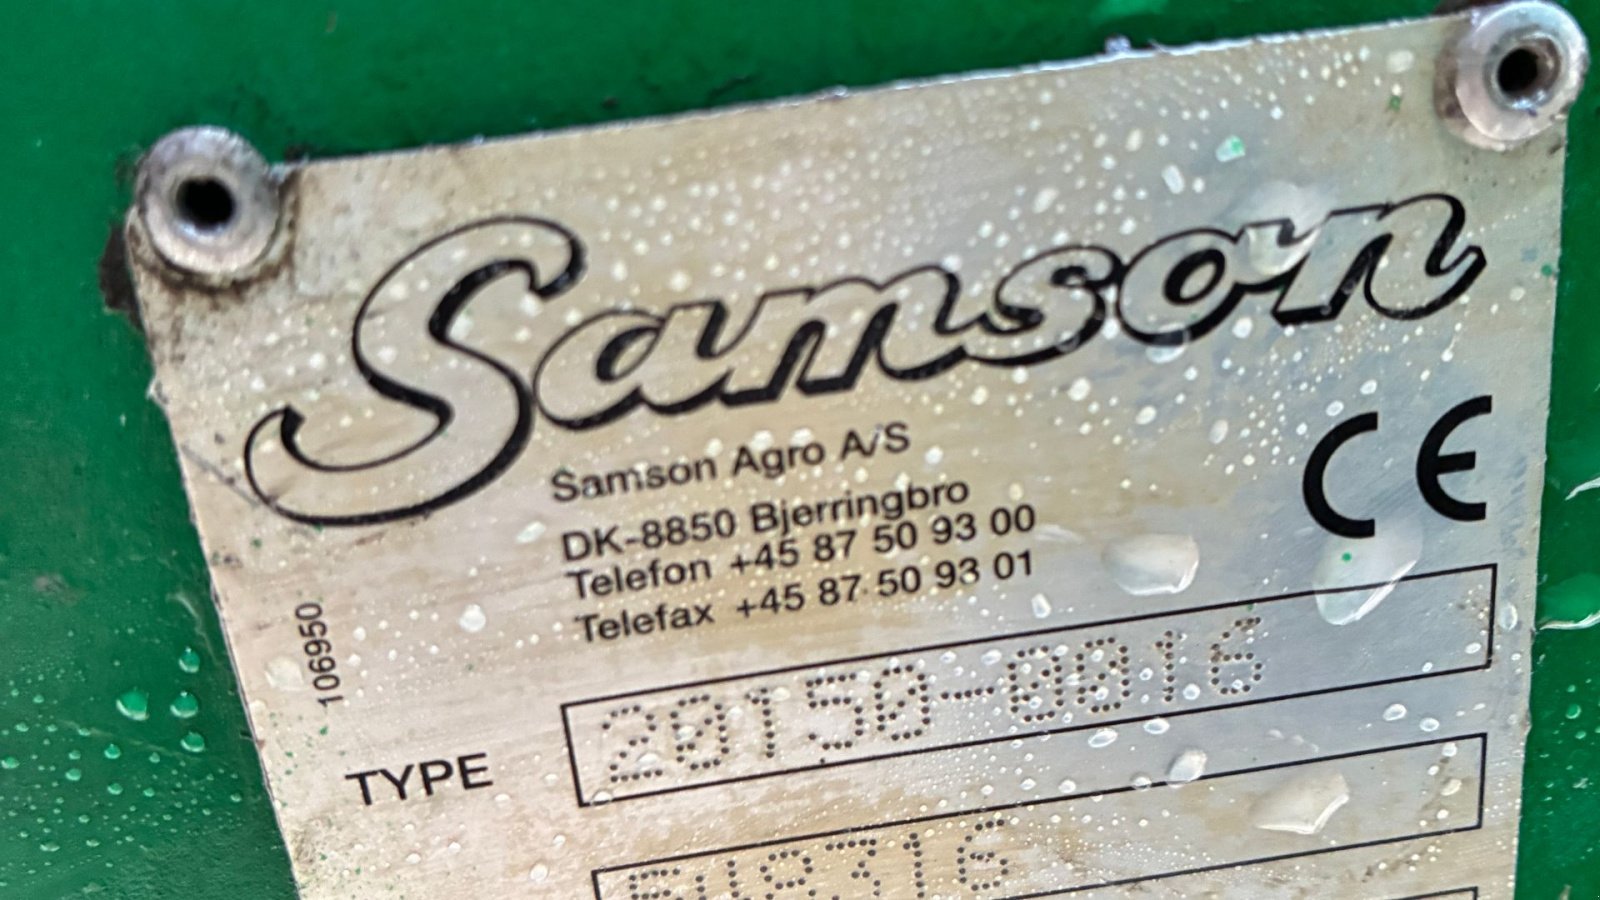 Samson
Samson Agro A/S
DK-8850 Bjerringbro
Telefon +45 87 50 93 00
Telefax +45 87 50 93 01
CE
106950
TYPE 20150-0016